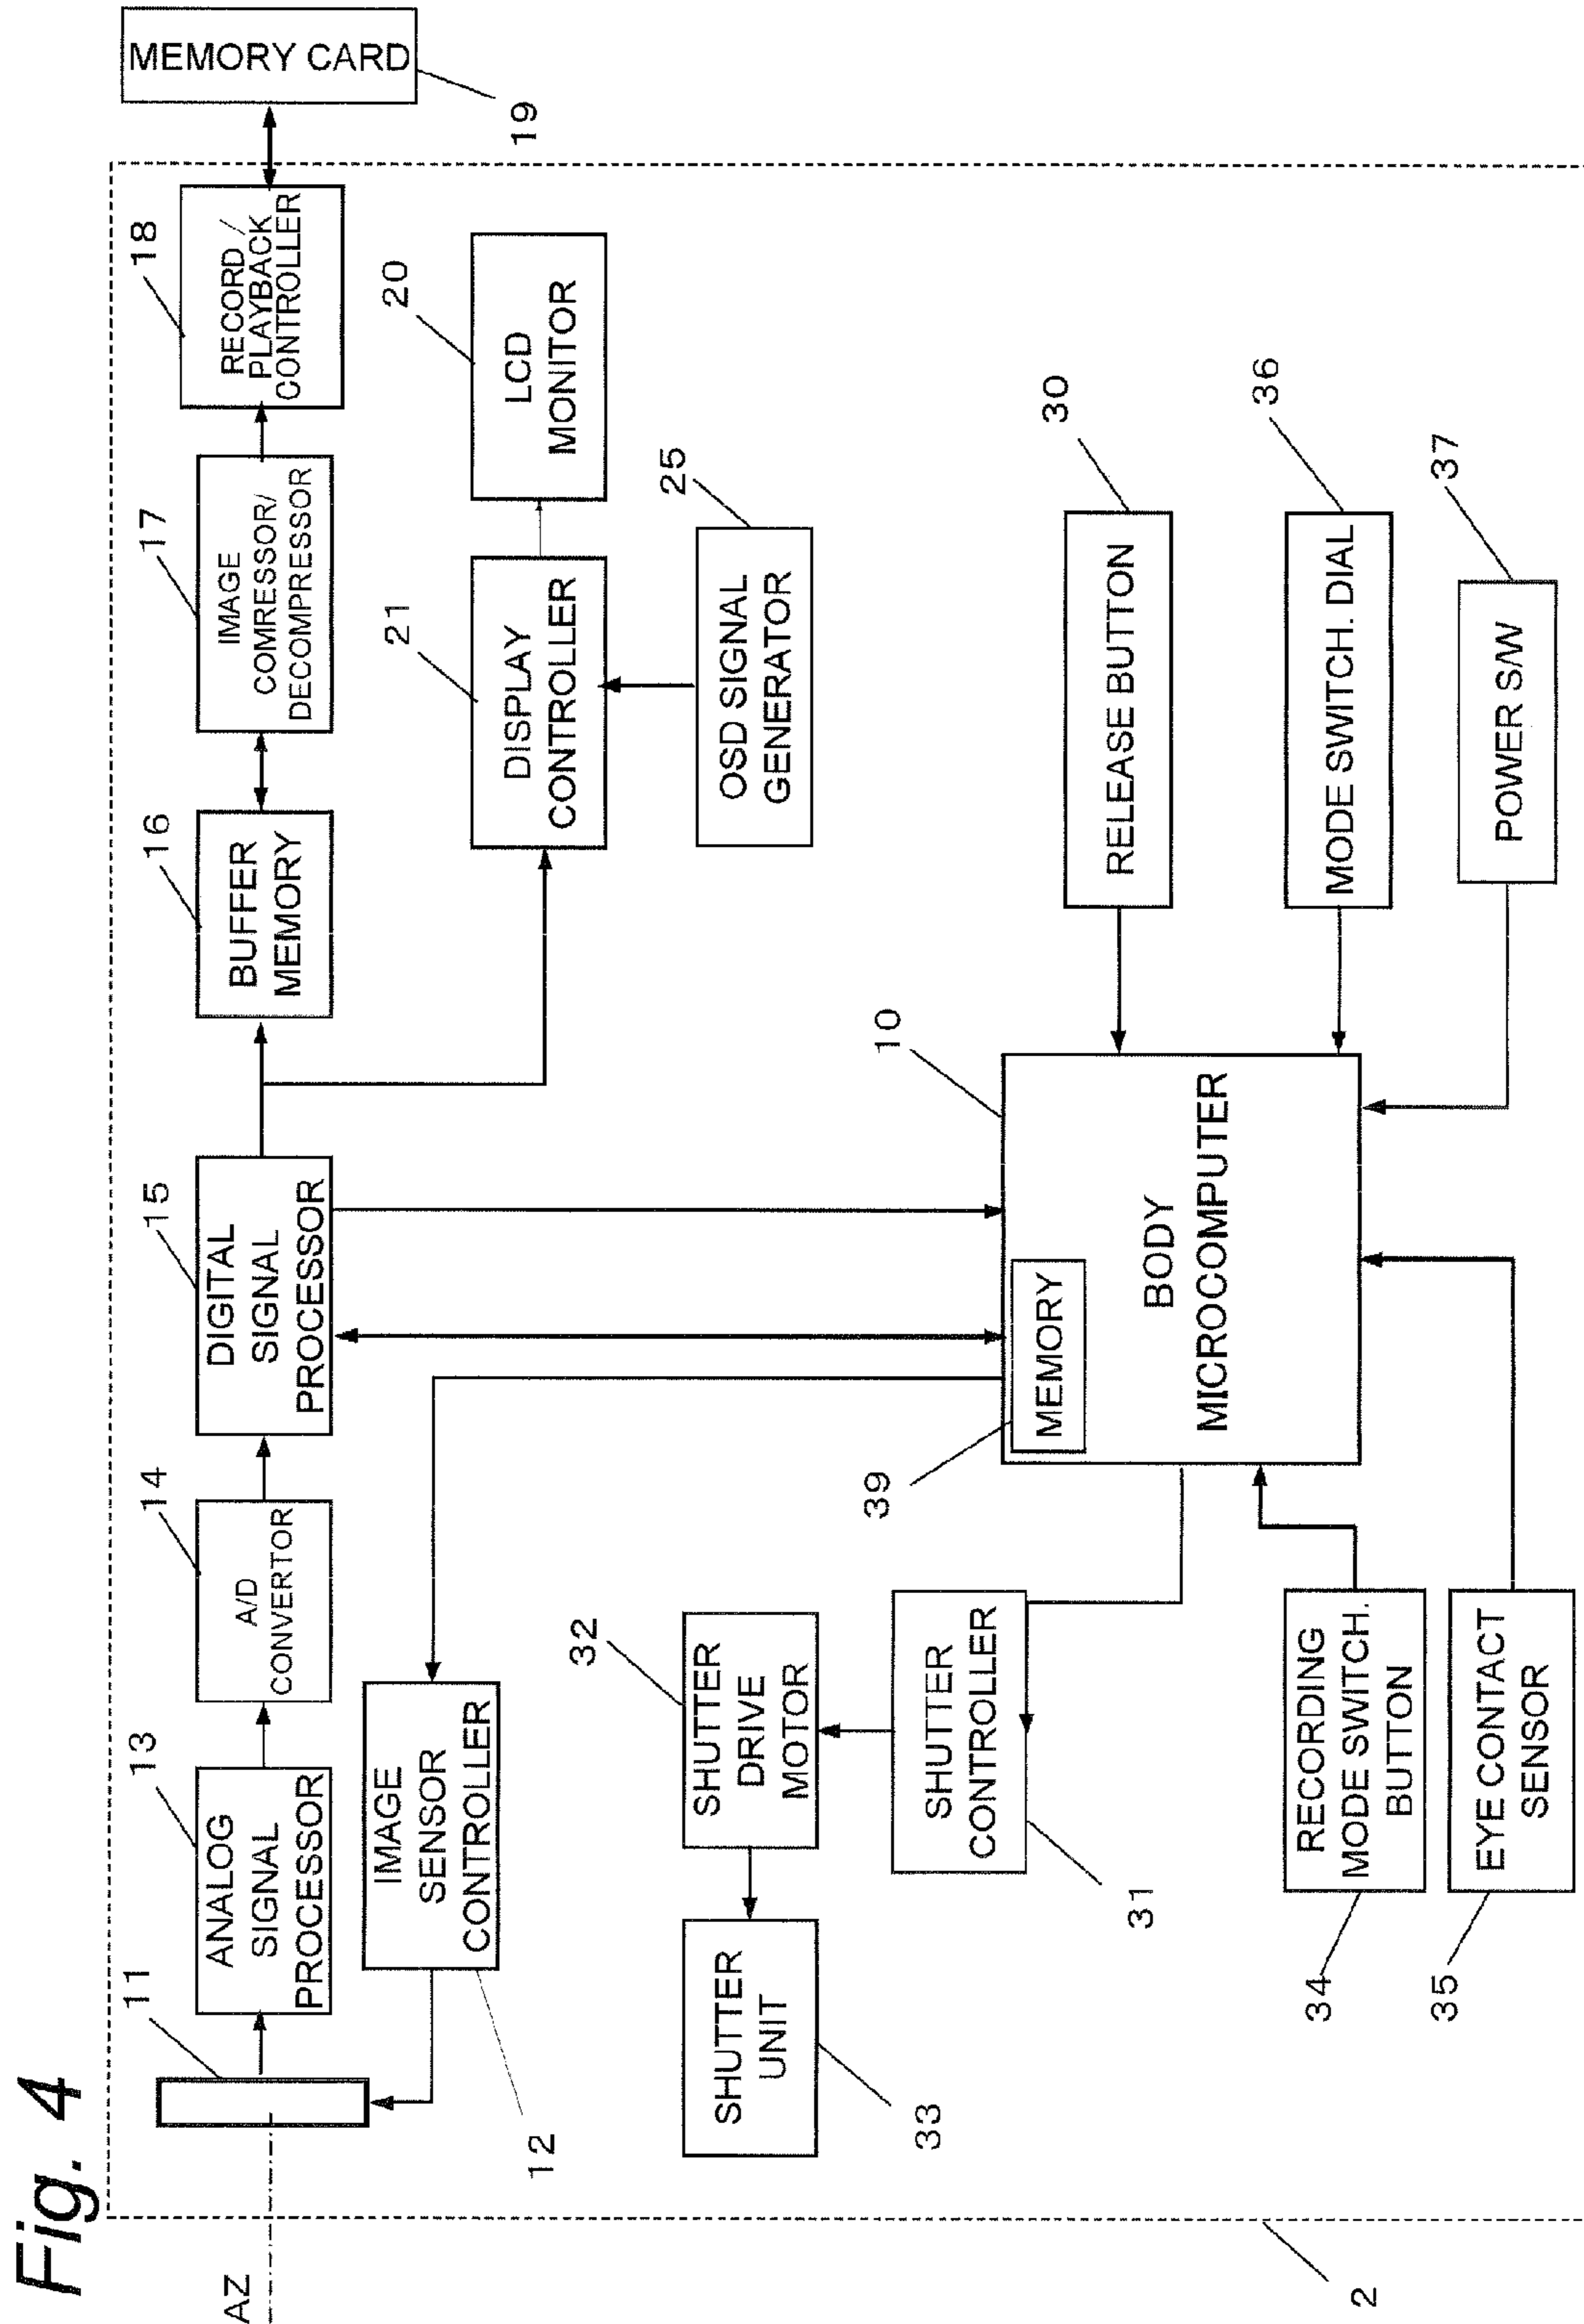 Fig. 4
AZ
11
ANALOG
SIGNAL
PROCESSOR
13
A/D
CONVERTOR
14
DIGITAL
SIGNAL
PROCESSOR
15
BUFFER
MEMORY
16
IMAGE
COMRESSOR/
DECOMPRESSOR
17
RECORD /
PLAYBACK
CONTROLLER
18
MEMORY CARD
19
IMAGE
SENSOR
CONTROLLER
12
DISPLAY
CONTROLLER
21
LCD
MONITOR
20
OSD SIGNAL
GENERATOR
25
SHUTTER
UNIT
33
SHUTTER
DRIVE
MOTOR
32
SHUTTER
CONTROLLER
31
MEMORY
39
BODY
MICROCOMPUTER
10
RELEASE BUTTON
30
MODE SWITCH. DIAL
36
POWER S/W
37
RECORDING
MODE SWITCH.
BUTTON
34
EYE CONTACT
SENSOR
35
2